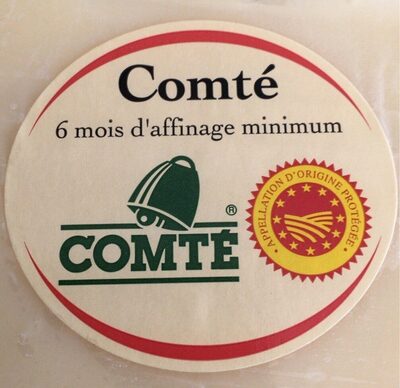 Comté
6 mois d'affinage minimum
COMTÉ ®
APPELLATION D'ORIGINE PROTÉGÉE